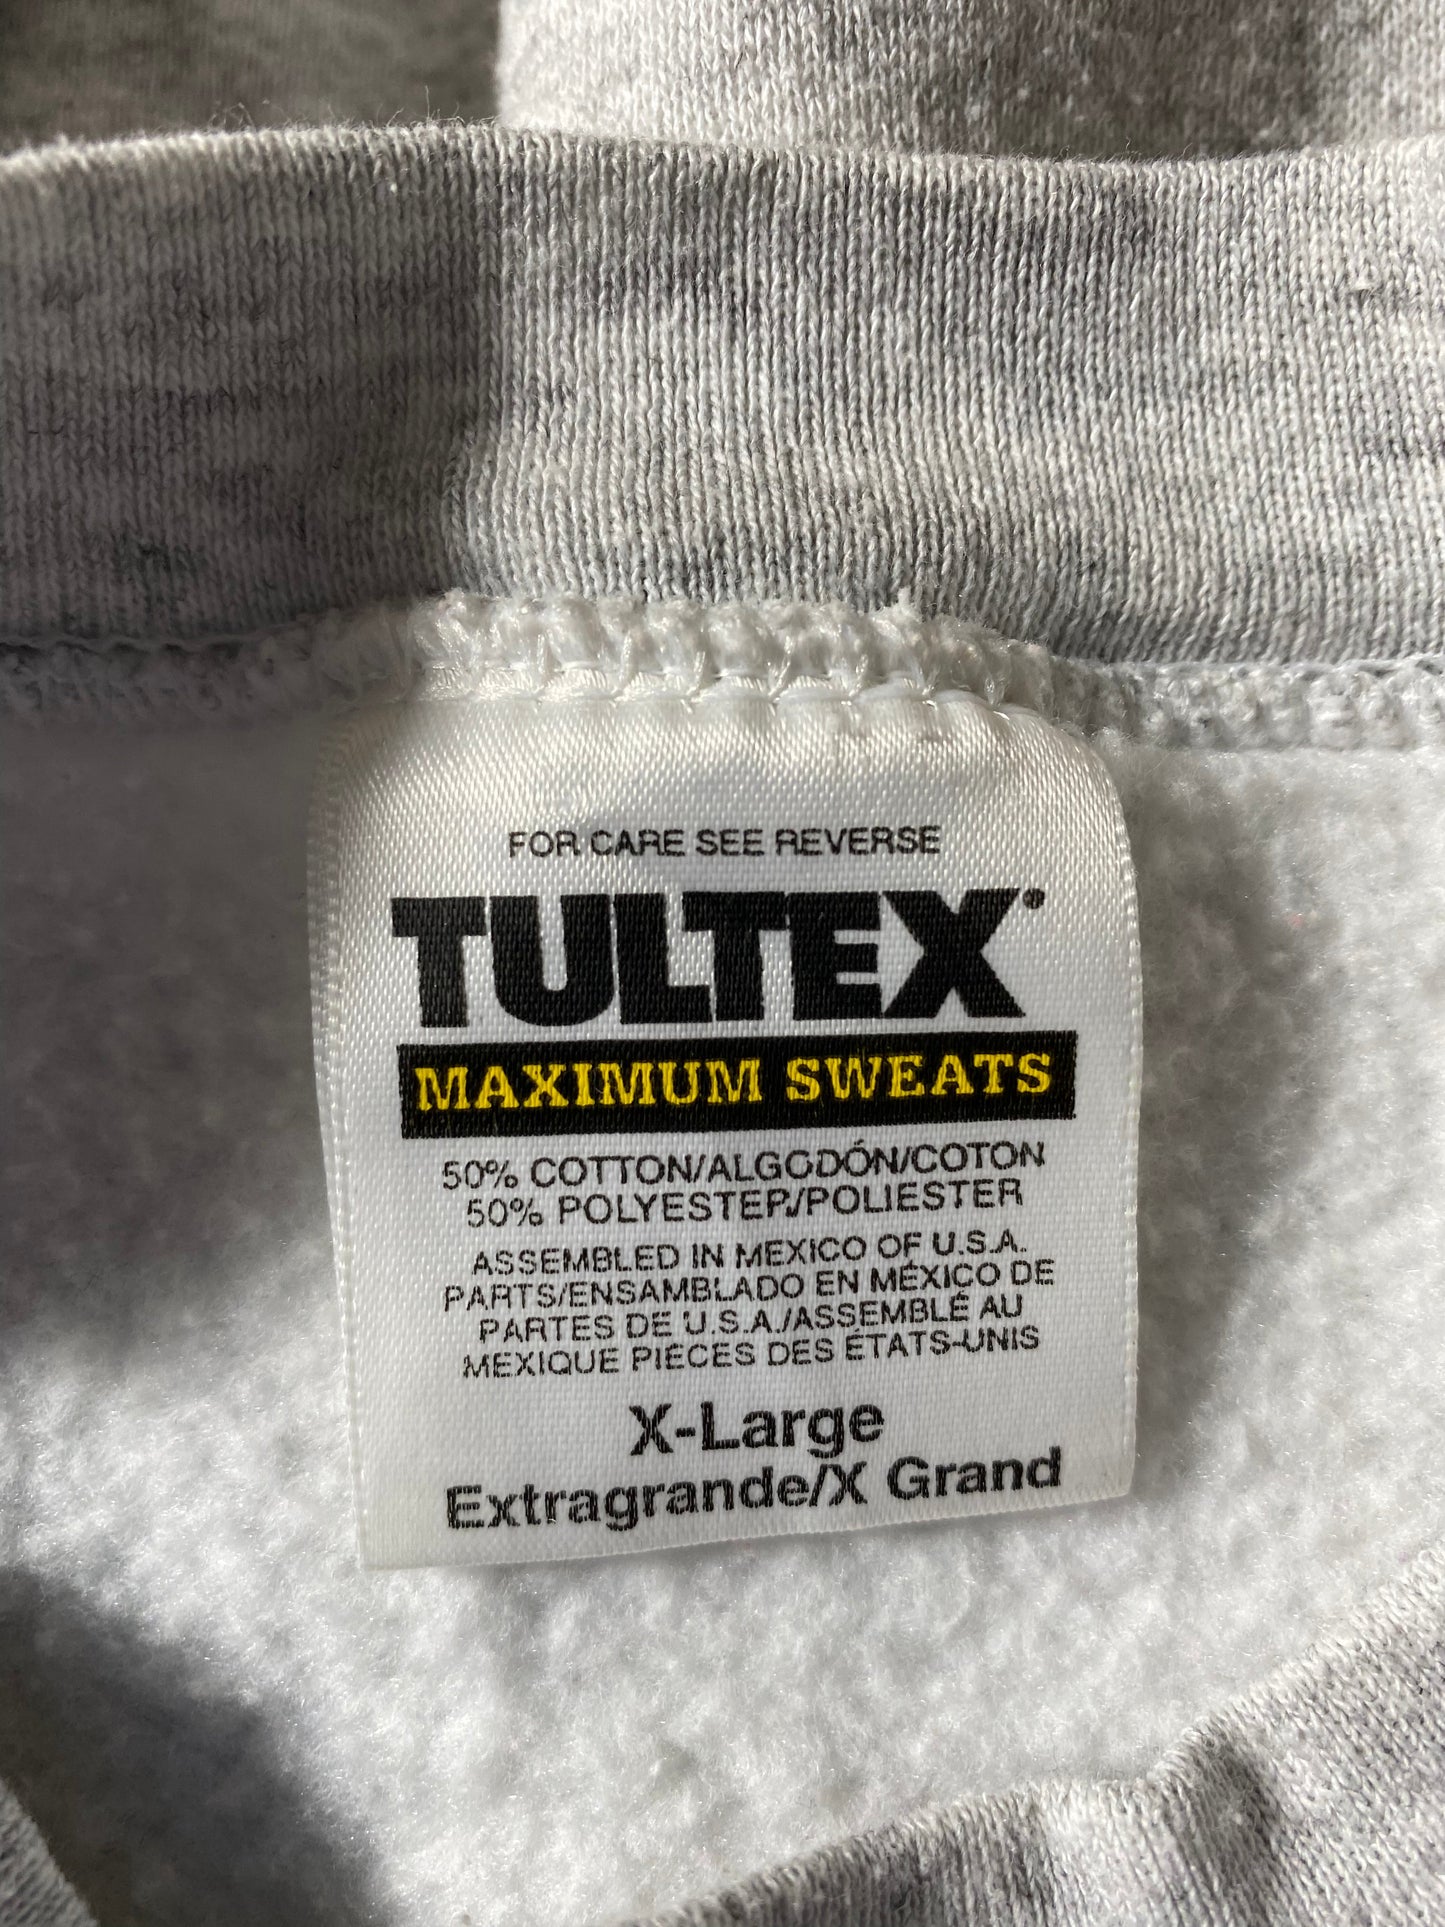 FOR CARE SEE REVERSE
TULTEX®
MAXIMUM SWEATS
50% COTTON/ALGODÓN/COTON
50% POLYESTER/POLIESTER
ASSEMBLED IN MEXICO OF U.S.A.
PARTS/ENSAMBLADO EN MÉXICO DE
PARTES DE U.S.A./ASSEMBLÉ AU
MEXIQUE PIÉCES DES ÉTATS-UNIS
X-Large
Extragrande/X Grand